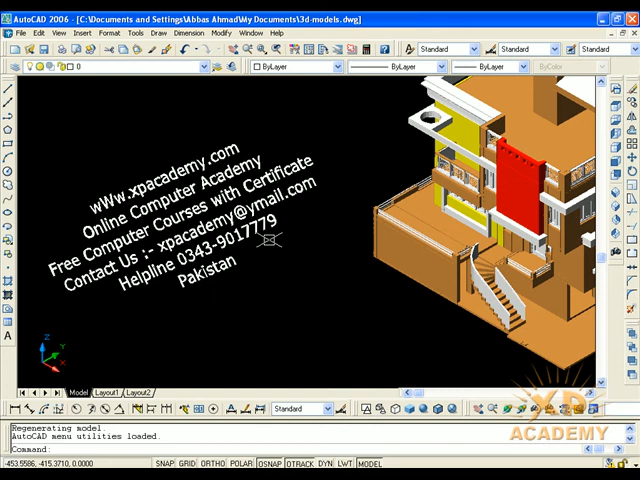 AutoCAD 2006 - [C:\Documents and Settings\Abbas Ahmad\My Documents\3d-models.dwg]
File Edit View Insert Format Tools Draw Dimension Modify Window Help
Standard Standard Standard
0 ByLayer ByLayer ByLayer ByColor
wWw.xpacademy.com
Online Computer Academy
Free Computer Courses with Certificate
Contact Us :- xpacademy@ymail.com
Helpline 0343-9017779
Pakistan
Z
Y
X
Model Layout1 Layout2
Standard
Regenerating model.
AutoCAD menu utilities loaded.
Command:
XP
ACADEMY
-453.5586, -415.3710, 0.0000 SNAP GRID ORTHO POLAR OSNAP OTRACK DYN LWT MODEL